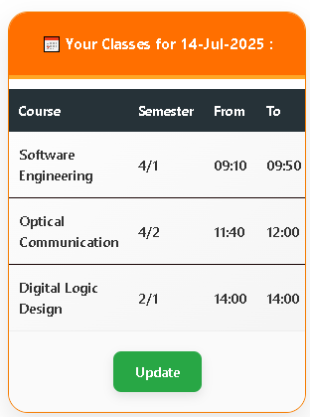 Your Classes for 14-Jul-2025 :
Course Semester From To
Software
Engineering 4/1 09:10 09:50
Optical
Communication 4/2 11:40 12:00
Digital Logic
Design 2/1 14:00 14:00
Update